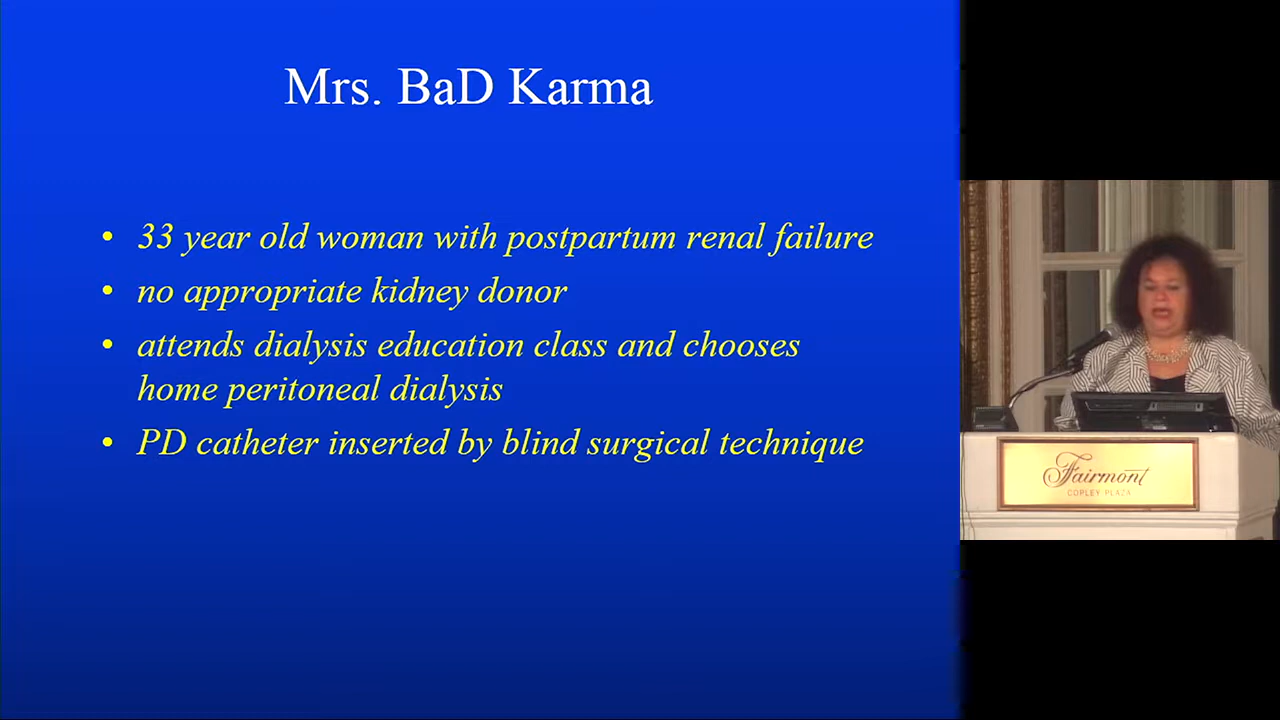 Mrs. BaD Karma
• 33 year old woman with postpartum renal failure
• no appropriate kidney donor
• attends dialysis education class and chooses
home peritoneal dialysis
• PD catheter inserted by blind surgical technique
Fairmont
COPLEY PLAZA